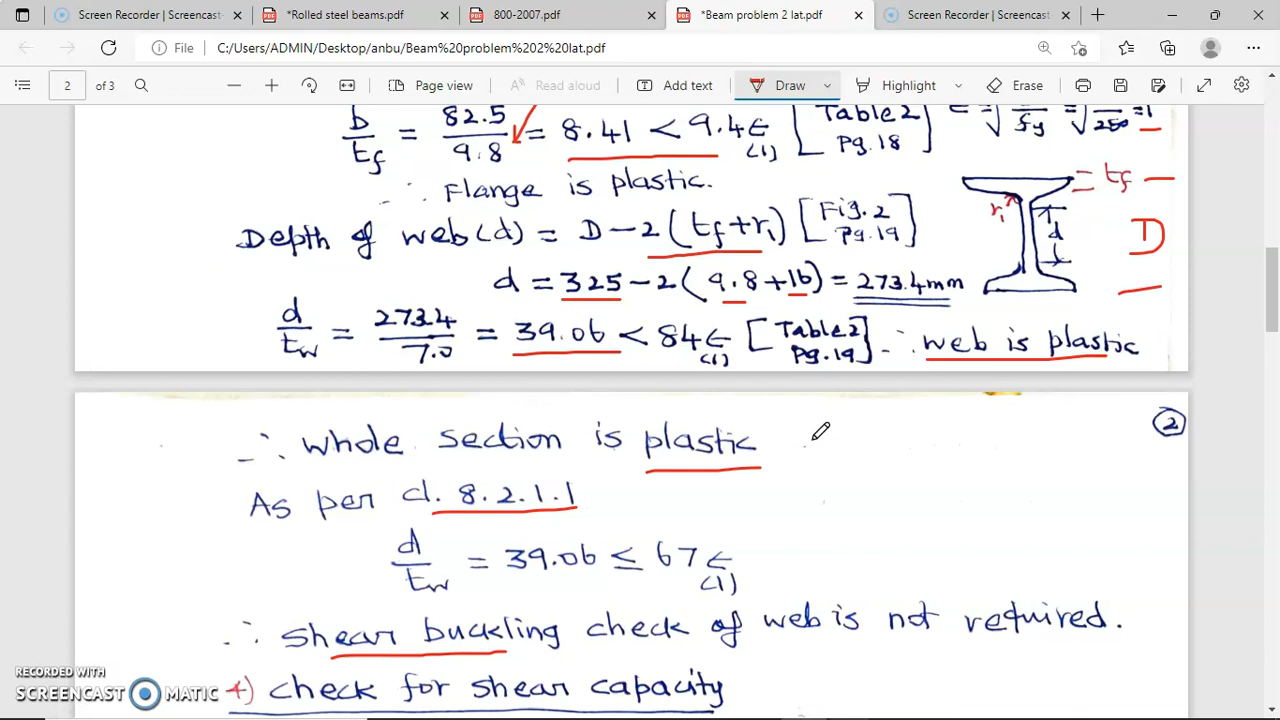 Screen Recorder | Screencast-
*Rolled steel beams.pdf
800-2007.pdf
*Beam problem 2 lat.pdf
Screen Recorder | Screencast
File C:/Users/ADMIN/Desktop/anbu/Beam%20problem%202%20lat.pdf
2 of 3
Page view
Read aloud
Add text
Draw
Highlight
Erase
b/tf = 82.5/9.8 = 8.41 < 9.4ε (1) [Table 2 Pg.18] ε = √ /fy = √ /250 = 1
∴ Flange is plastic.
= tf
r1
d
D
Depth of web(d) = D - 2(tf+r1) [Fig.2 Pg.19]
d = 325 - 2(9.8+16) = 273.4mm
d/tw = 273.4/7.0 = 39.06 < 84ε (1) [Table 2 Pg.19] ∴ web is plastic
2
∴ whole section is plastic
As per cl. 8.2.1.1
d/tw = 39.06 ≤ 67ε (1)
∴ shear buckling check of web is not required.
4) check for shear capacity
RECORDED WITH
SCREENCAST MATIC